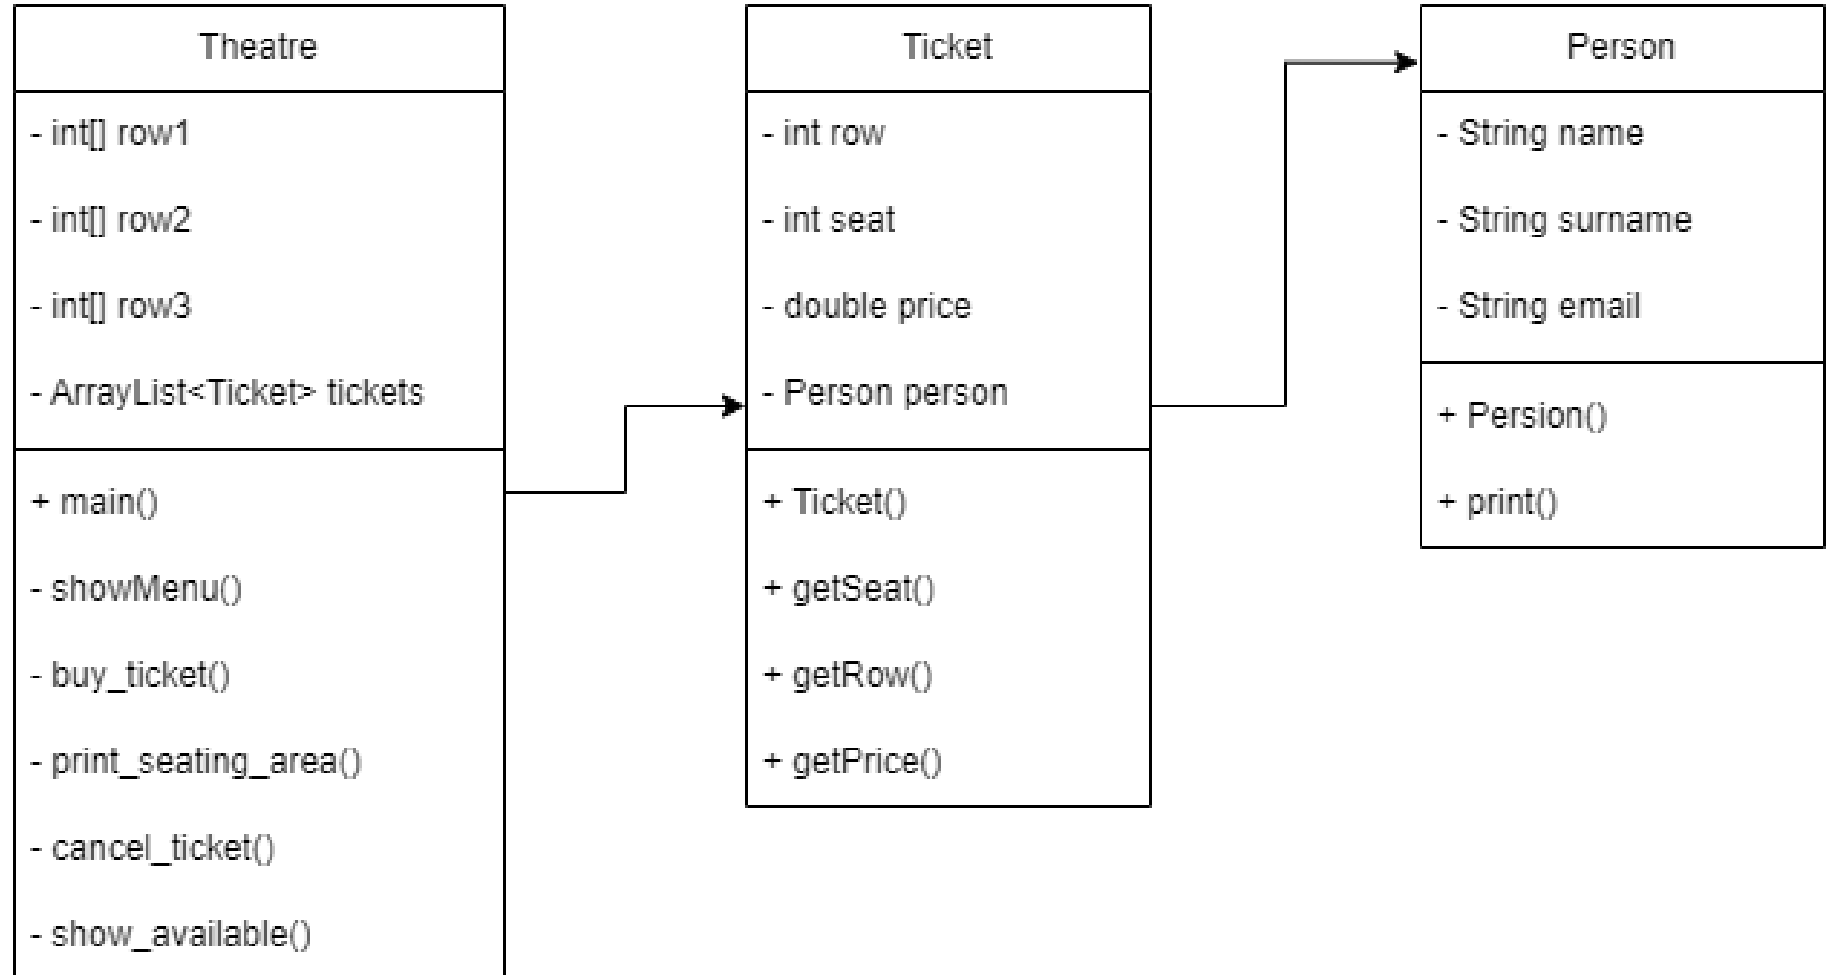 Theatre
- int[] row1
- int[] row2
- int[] row3
- ArrayList<Ticket> tickets
+ main()
- showMenu()
- buy_ticket()
- print_seating_area()
- cancel_ticket()
- show_available()
Ticket
- int row
- int seat
- double price
- Person person
+ Ticket()
+ getSeat()
+ getRow()
+ getPrice()
Person
- String name
- String surname
- String email
+ Persion()
+ print()